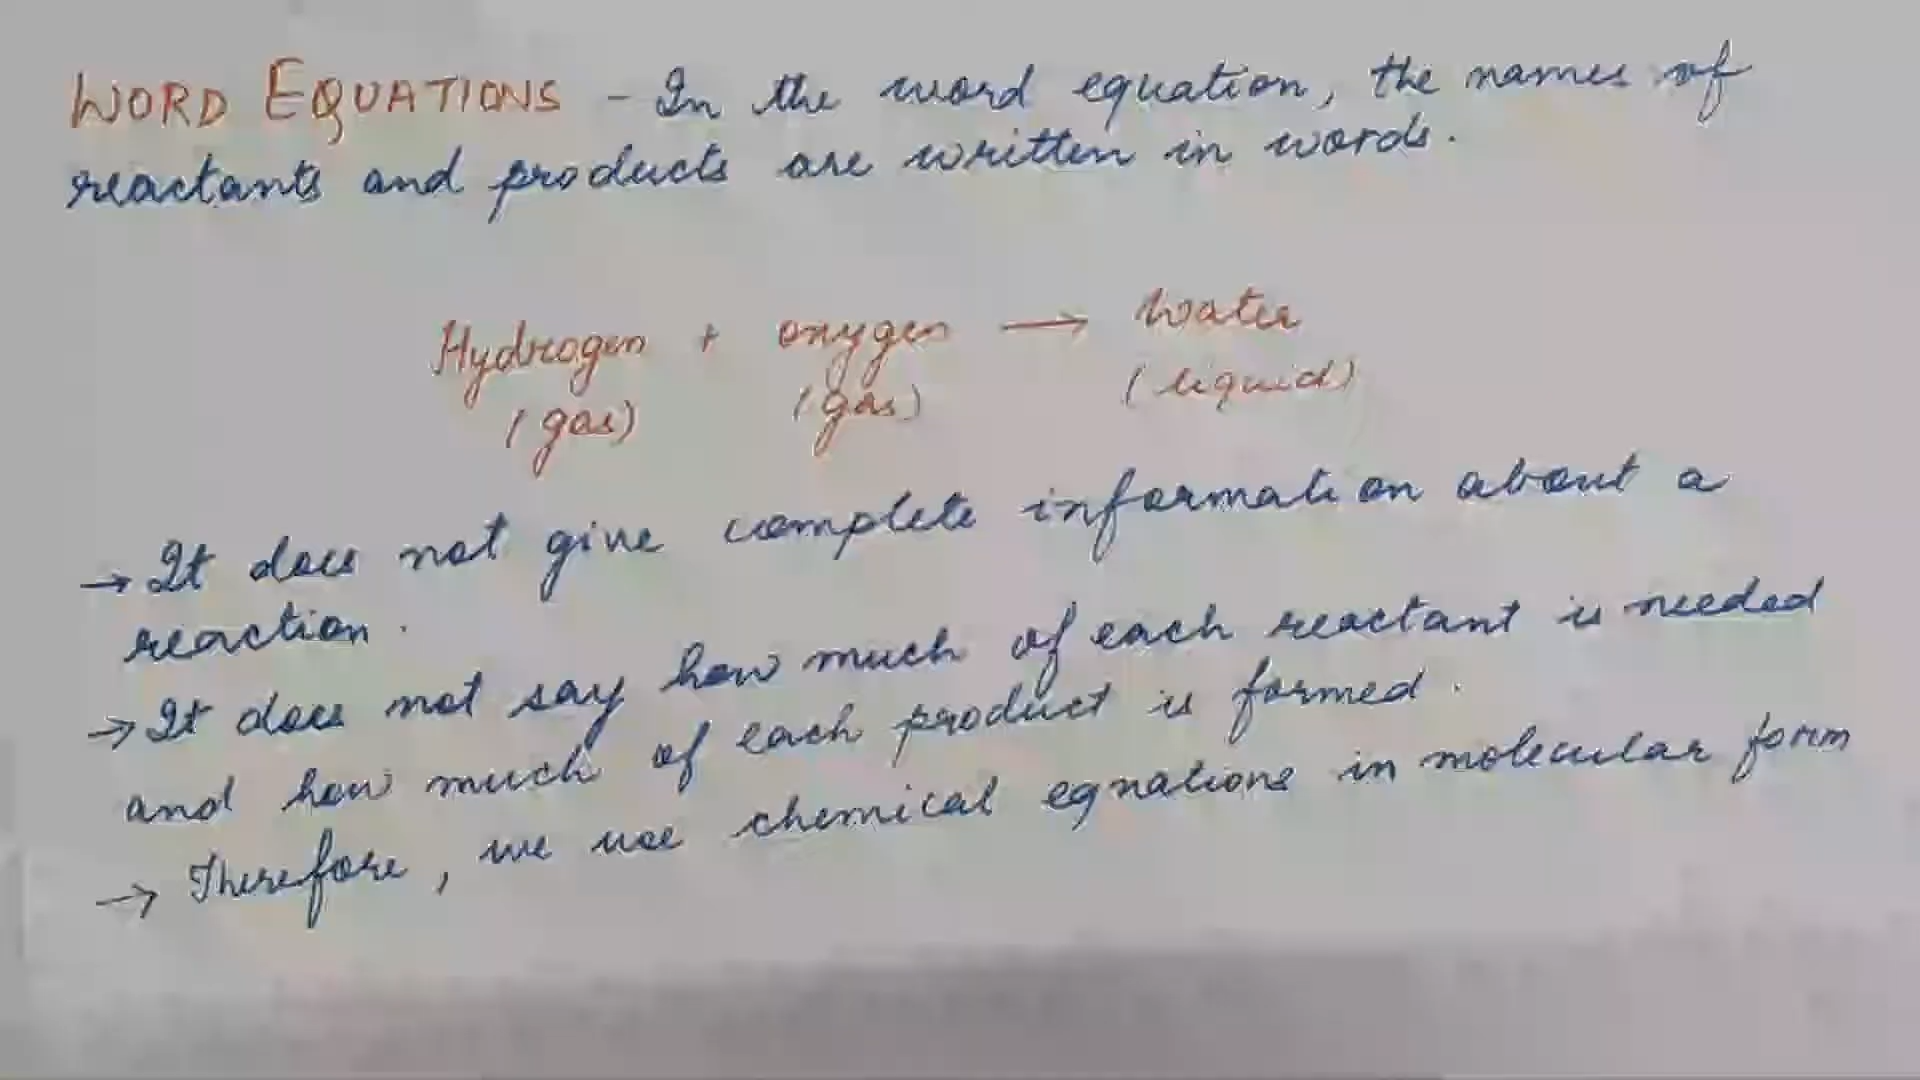 WORD EQUATIONS - In the word equation, the names of
reactants and products are written in words.
Hydrogen + oxygen → Water
(gas) (gas) (liquid)
→ It does not give complete information about a
reaction.
→ It does not say how much of each reactant is needed
and how much of each product is formed.
→ Therefore, we use chemical equations in molecular form